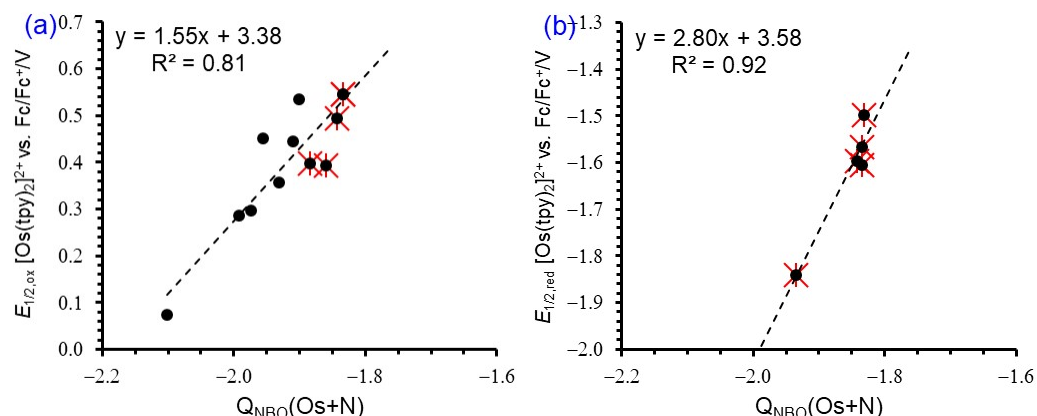 (a)
y = 1.55x + 3.38
R² = 0.81
E1/2,ox [Os(tpy)2]2+ vs. Fc/Fc+/V
0.7
0.6
0.5
0.4
0.3
0.2
0.1
0.0
−2.2
−2.0
−1.8
−1.6
QNBO(Os+N)
(b)
y = 2.80x + 3.58
R² = 0.92
E1/2,red [Os(tpy)2]2+ vs. Fc/Fc+/V
−1.3
−1.4
−1.5
−1.6
−1.7
−1.8
−1.9
−2.0
−2.2
−2.0
−1.8
−1.6
QNBO(Os+N)